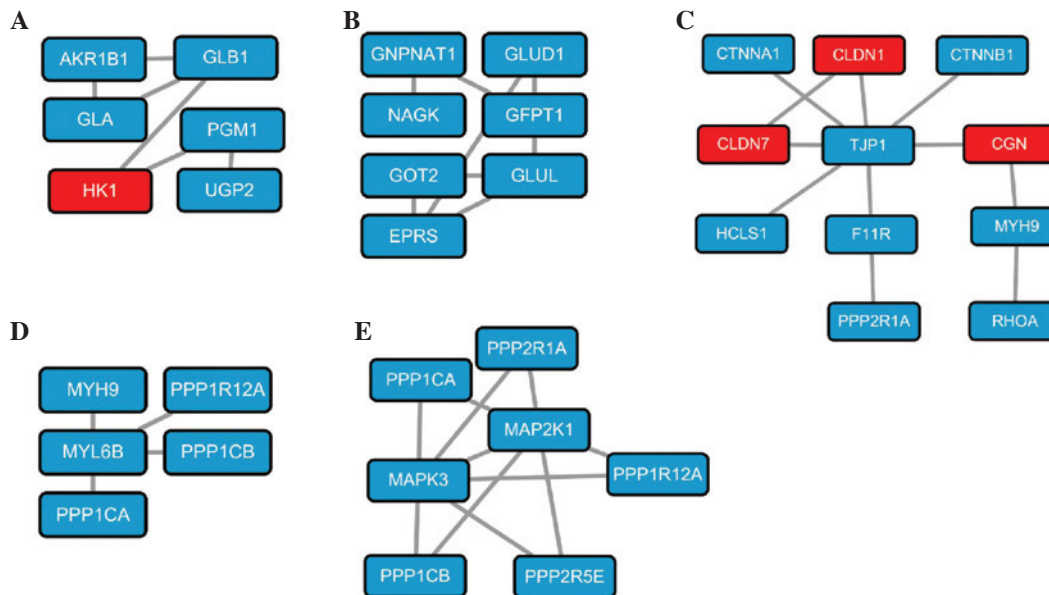 A
AKR1B1
GLB1
GLA
PGM1
HK1
UGP2
B
GNPNAT1
GLUD1
NAGK
GFPT1
GOT2
GLUL
EPRS
C
CTNNA1
CLDN1
CTNNB1
CLDN7
TJP1
CGN
HCLS1
F11R
MYH9
PPP2R1A
RHOA
D
MYH9
PPP1R12A
MYL6B
PPP1CB
PPP1CA
E
PPP2R1A
PPP1CA
MAP2K1
MAPK3
PPP1R12A
PPP1CB
PPP2R5E